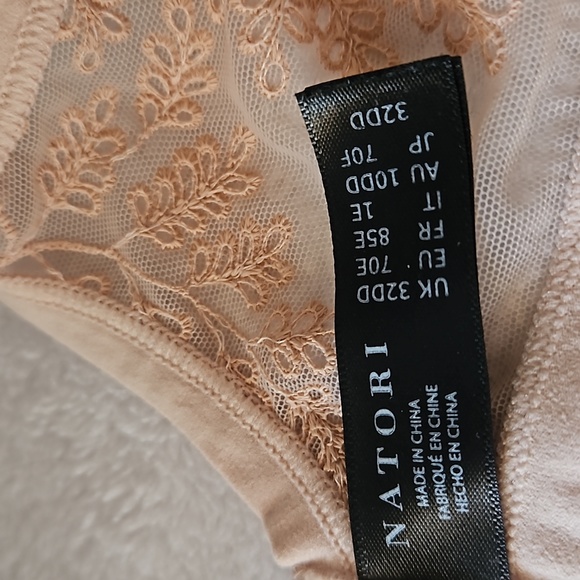 32DD
UK 32DD
EU 70E
FR 85E
IT 1E
AU 10DD
JP 70F
NATORI
MADE IN CHINA
FABRIQUÉ EN CHINE
HECHO EN CHINA